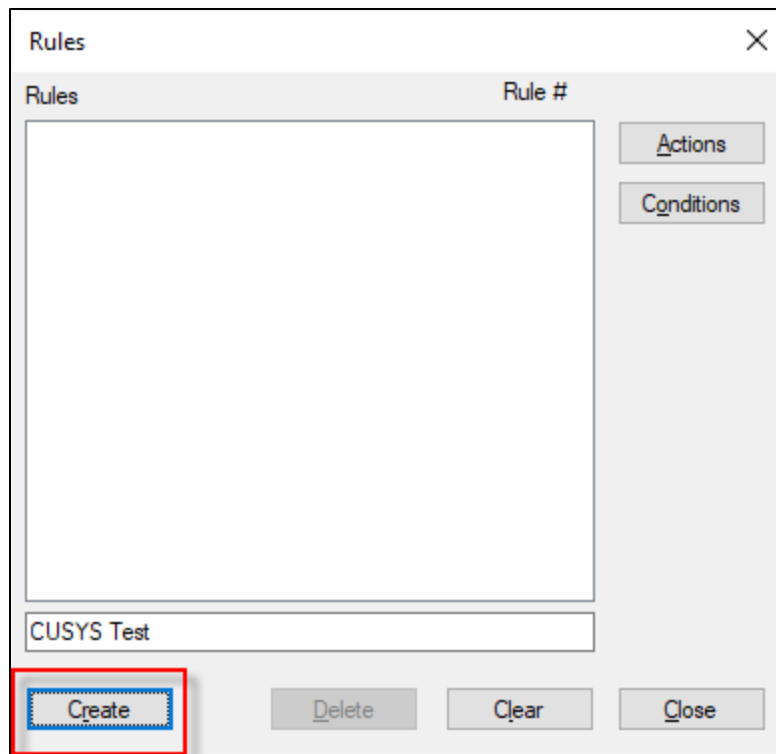 Rules
Rules Rule #
Actions
Conditions
CUSYS Test
Create Delete Clear Close